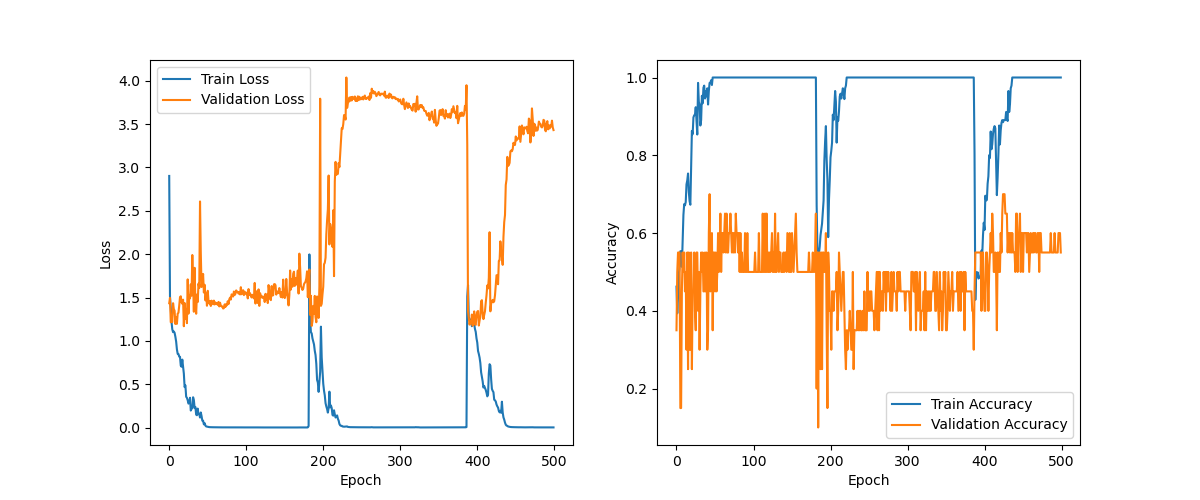 Train Loss
Validation Loss
4.0
3.5
3.0
2.5
2.0
1.5
1.0
0.5
0.0
Loss
0 100 200 300 400 500
Epoch
1.0
0.8
0.6
0.4
0.2
Accuracy
Train Accuracy
Validation Accuracy
0 100 200 300 400 500
Epoch